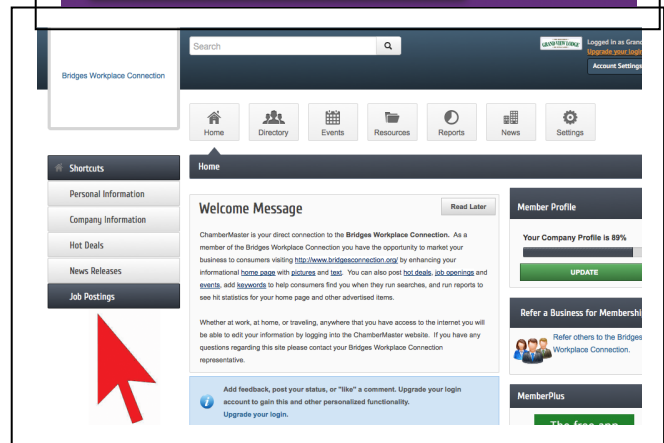 Bridges Workplace Connection
Search
GRAND VIEW LODGE
Logged in as Grand
Upgrade your login
Account Settings
Home
Directory
Events
Resources
Reports
News
Settings
Shortcuts
Personal Information
Company Information
Hot Deals
News Releases
Job Postings
Home
Welcome Message
Read Later
ChamberMaster is your direct connection to the Bridges Workplace Connection. As a
member of the Bridges Workplace Connection you have the opportunity to market your
business to consumers visiting http://www.bridgesconnection.org/ by enhancing your
informational home page with pictures and text. You can also post hot deals, job openings and
events, add keywords to help consumers find you when they run searches, and run reports to
see hit statistics for your home page and other advertised items.
Whether at work, at home, or traveling, anywhere that you have access to the internet you will
be able to edit your information by logging into the ChamberMaster website. If you have any
questions regarding this site please contact your Bridges Workplace Connection
representative.
Add feedback, post your status, or "like" a comment. Upgrade your login
account to gain this and other personalized functionality.
Upgrade your login.
Member Profile
Your Company Profile is 89%
UPDATE
Refer a Business for Membershi
Refer others to the Bridges
Workplace Connection.
MemberPlus
The free app